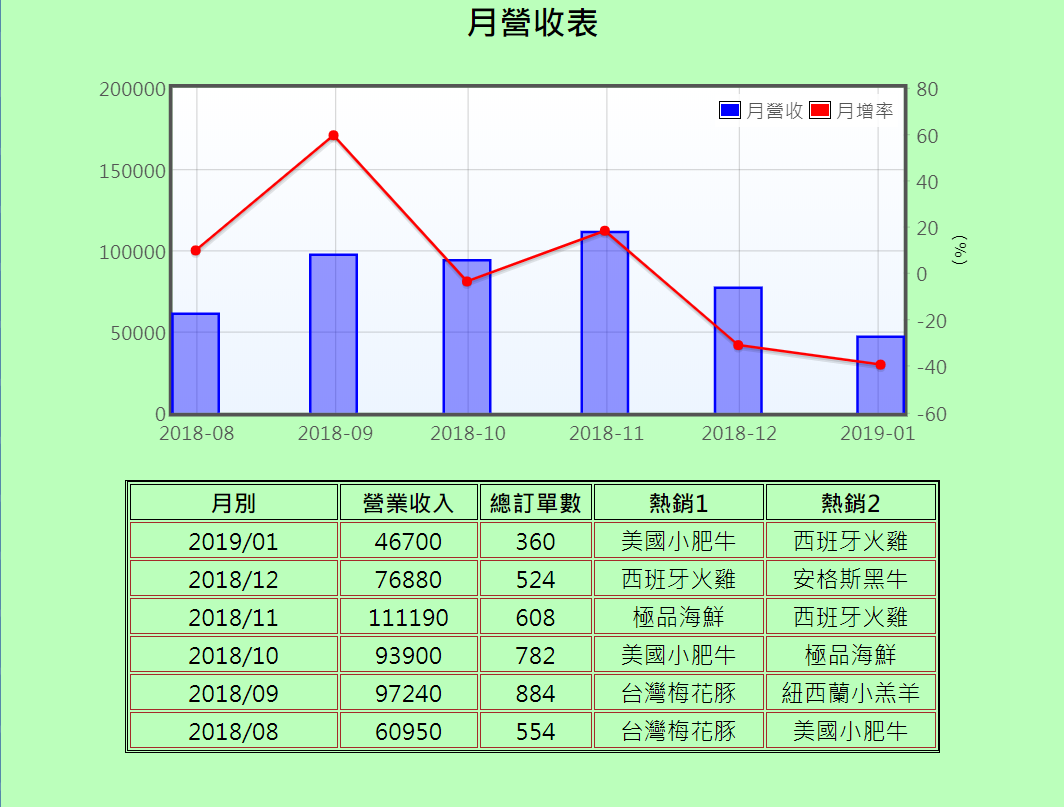 月營收表
200000
150000
100000
50000
0
月營收 月增率
80
60
40
20
0
-20
-40
-60
(%)
2018-08 2018-09 2018-10 2018-11 2018-12 2019-01
月別 營業收入 總訂單數 熱銷1 熱銷2
2019/01 46700 360 美國小肥牛 西班牙火雞
2018/12 76880 524 西班牙火雞 安格斯黑牛
2018/11 111190 608 極品海鮮 西班牙火雞
2018/10 93900 782 美國小肥牛 極品海鮮
2018/09 97240 884 台灣梅花豚 紐西蘭小羔羊
2018/08 60950 554 台灣梅花豚 美國小肥牛